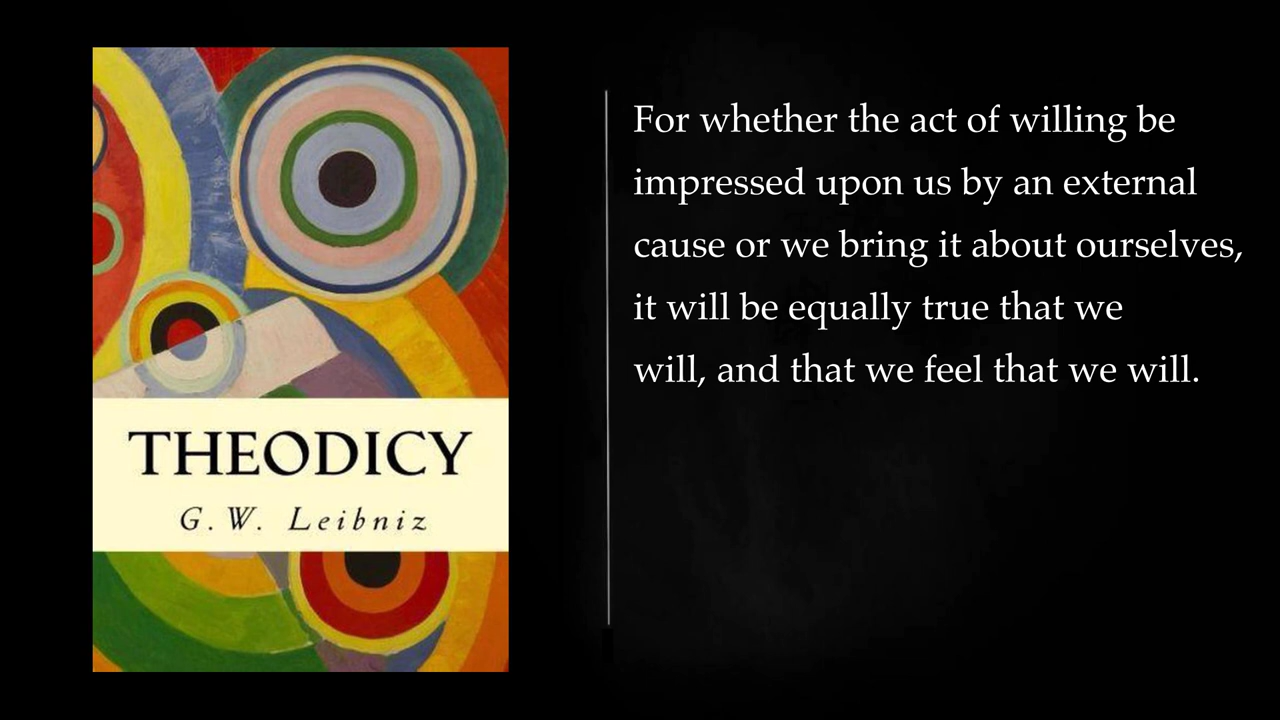 THEODICY
G. W. Leibniz
For whether the act of willing be
impressed upon us by an external
cause or we bring it about ourselves,
it will be equally true that we
will, and that we feel that we will.